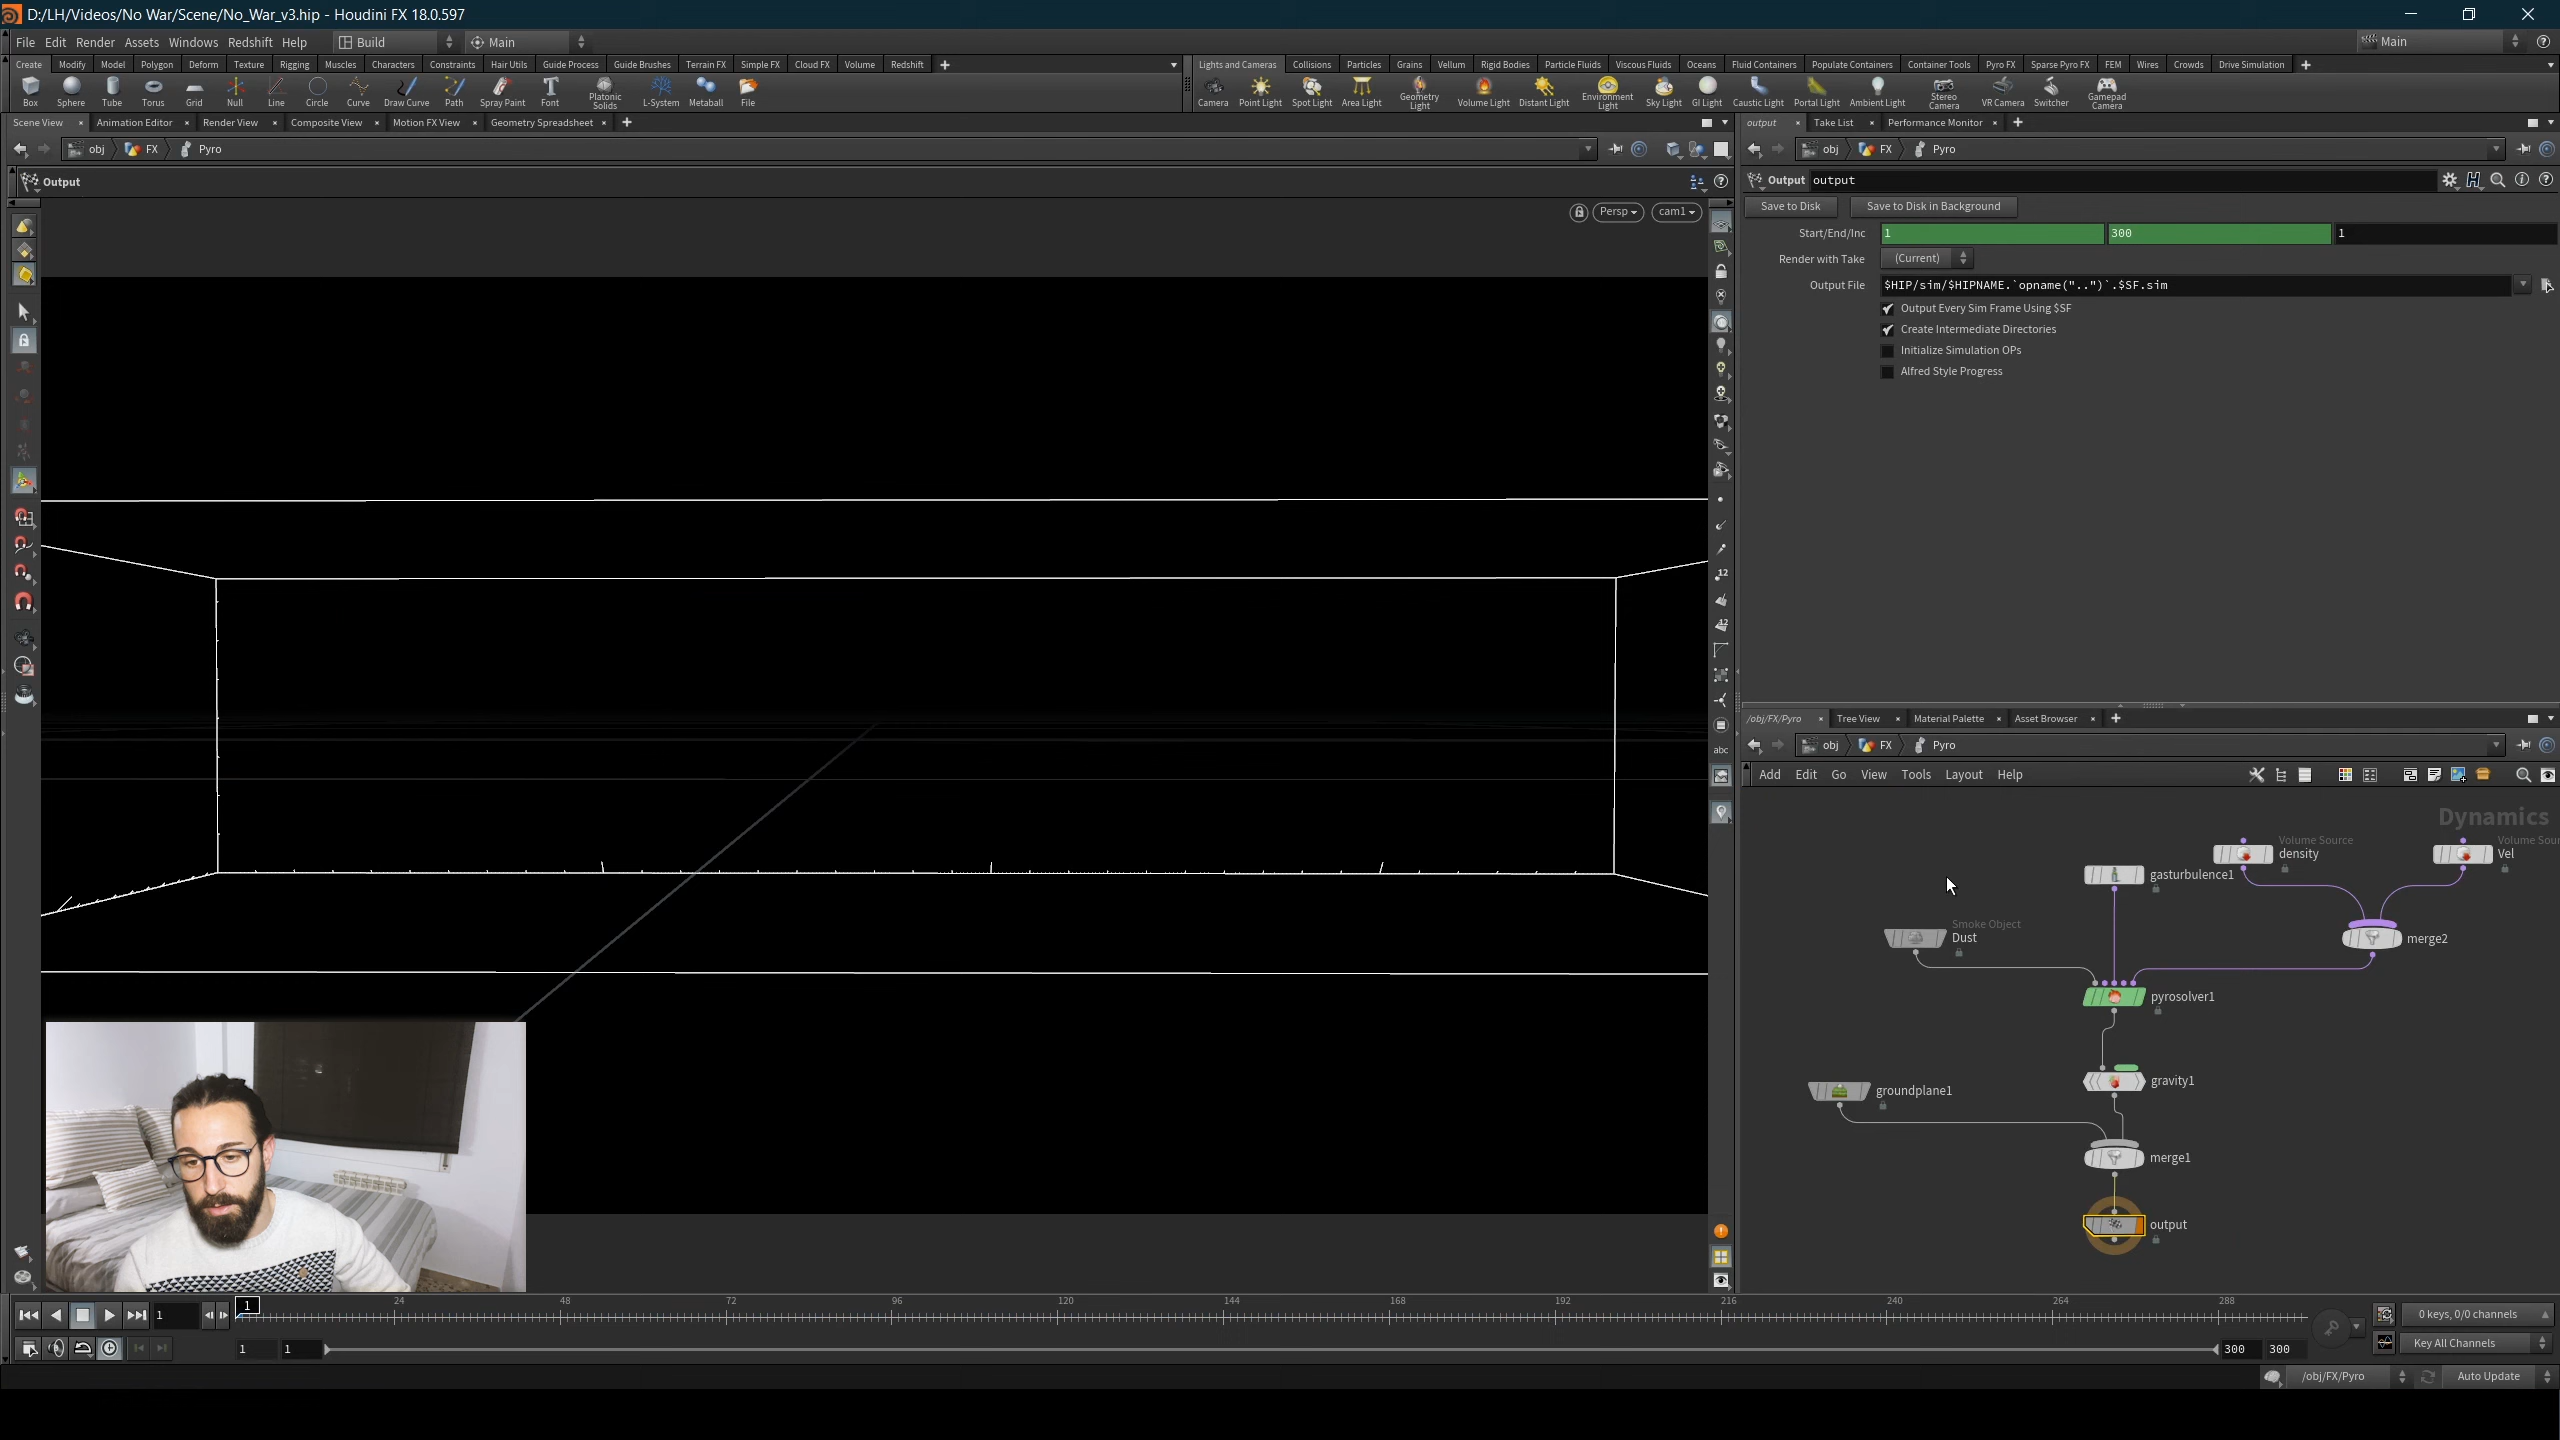 D:/LH/Videos/No War/Scene/No_War_v3.hip - Houdini FX 18.0.597
File Edit Render Assets Windows Redshift Help Build Main Main
Create Modify Model Polygon Deform Texture Rigging Muscles Characters Constraints Hair Utils Guide Process Guide Brushes Terrain FX Simple FX Cloud FX Volume Redshift
Lights and Cameras Collisions Particles Grains Vellum Rigid Bodies Particle Fluids Viscous Fluids Oceans Fluid Containers Populate Containers Container Tools Pyro FX Sparse Pyro FX FEM Wires Crowds Drive Simulation
Box Sphere Tube Torus Grid Null Line Circle Curve Draw Curve Path Spray Paint Font Platonic Solids L-System Metaball File
Camera Point Light Spot Light Area Light Geometry Light Volume Light Distant Light Environment Light Sky Light GI Light Caustic Light Portal Light Ambient Light Stereo Camera VR Camera Switcher Gamepad Camera
Scene View Animation Editor Render View Composite View Motion FX View Geometry Spreadsheet
output Take List Performance Monitor
obj FX Pyro
obj FX Pyro
Output
Output output
Persp cam1
Save to Disk Save to Disk in Background
Start/End/Inc 1 300 1
Render with Take (Current)
Output File $HIP/sim/$HIPNAME.`opname("..")`.$SF.sim
Output Every Sim Frame Using $SF
Create Intermediate Directories
Initialize Simulation OPs
Alfred Style Progress
12
12
abc
/obj/FX/Pyro Tree View Material Palette Asset Browser
obj FX Pyro
Add Edit Go View Tools Layout Help
Dynamics
Volume Source
density
Volume Sour
Vel
gasturbulence1
Smoke Object
Dust
merge2
pyrosolver1
gravity1
groundplane1
merge1
output
1 1 24 48 72 96 120 144 168 192 216 240 264 288
0 keys, 0/0 channels
1 1 300 300
Key All Channels
/obj/FX/Pyro Auto Update